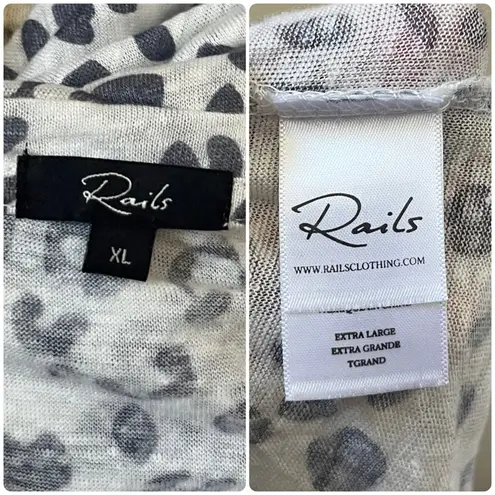 Rails
XL
Rails
WWW.RAILSCLOTHING.COM
EXTRA LARGE
EXTRA GRANDE
TGRAND